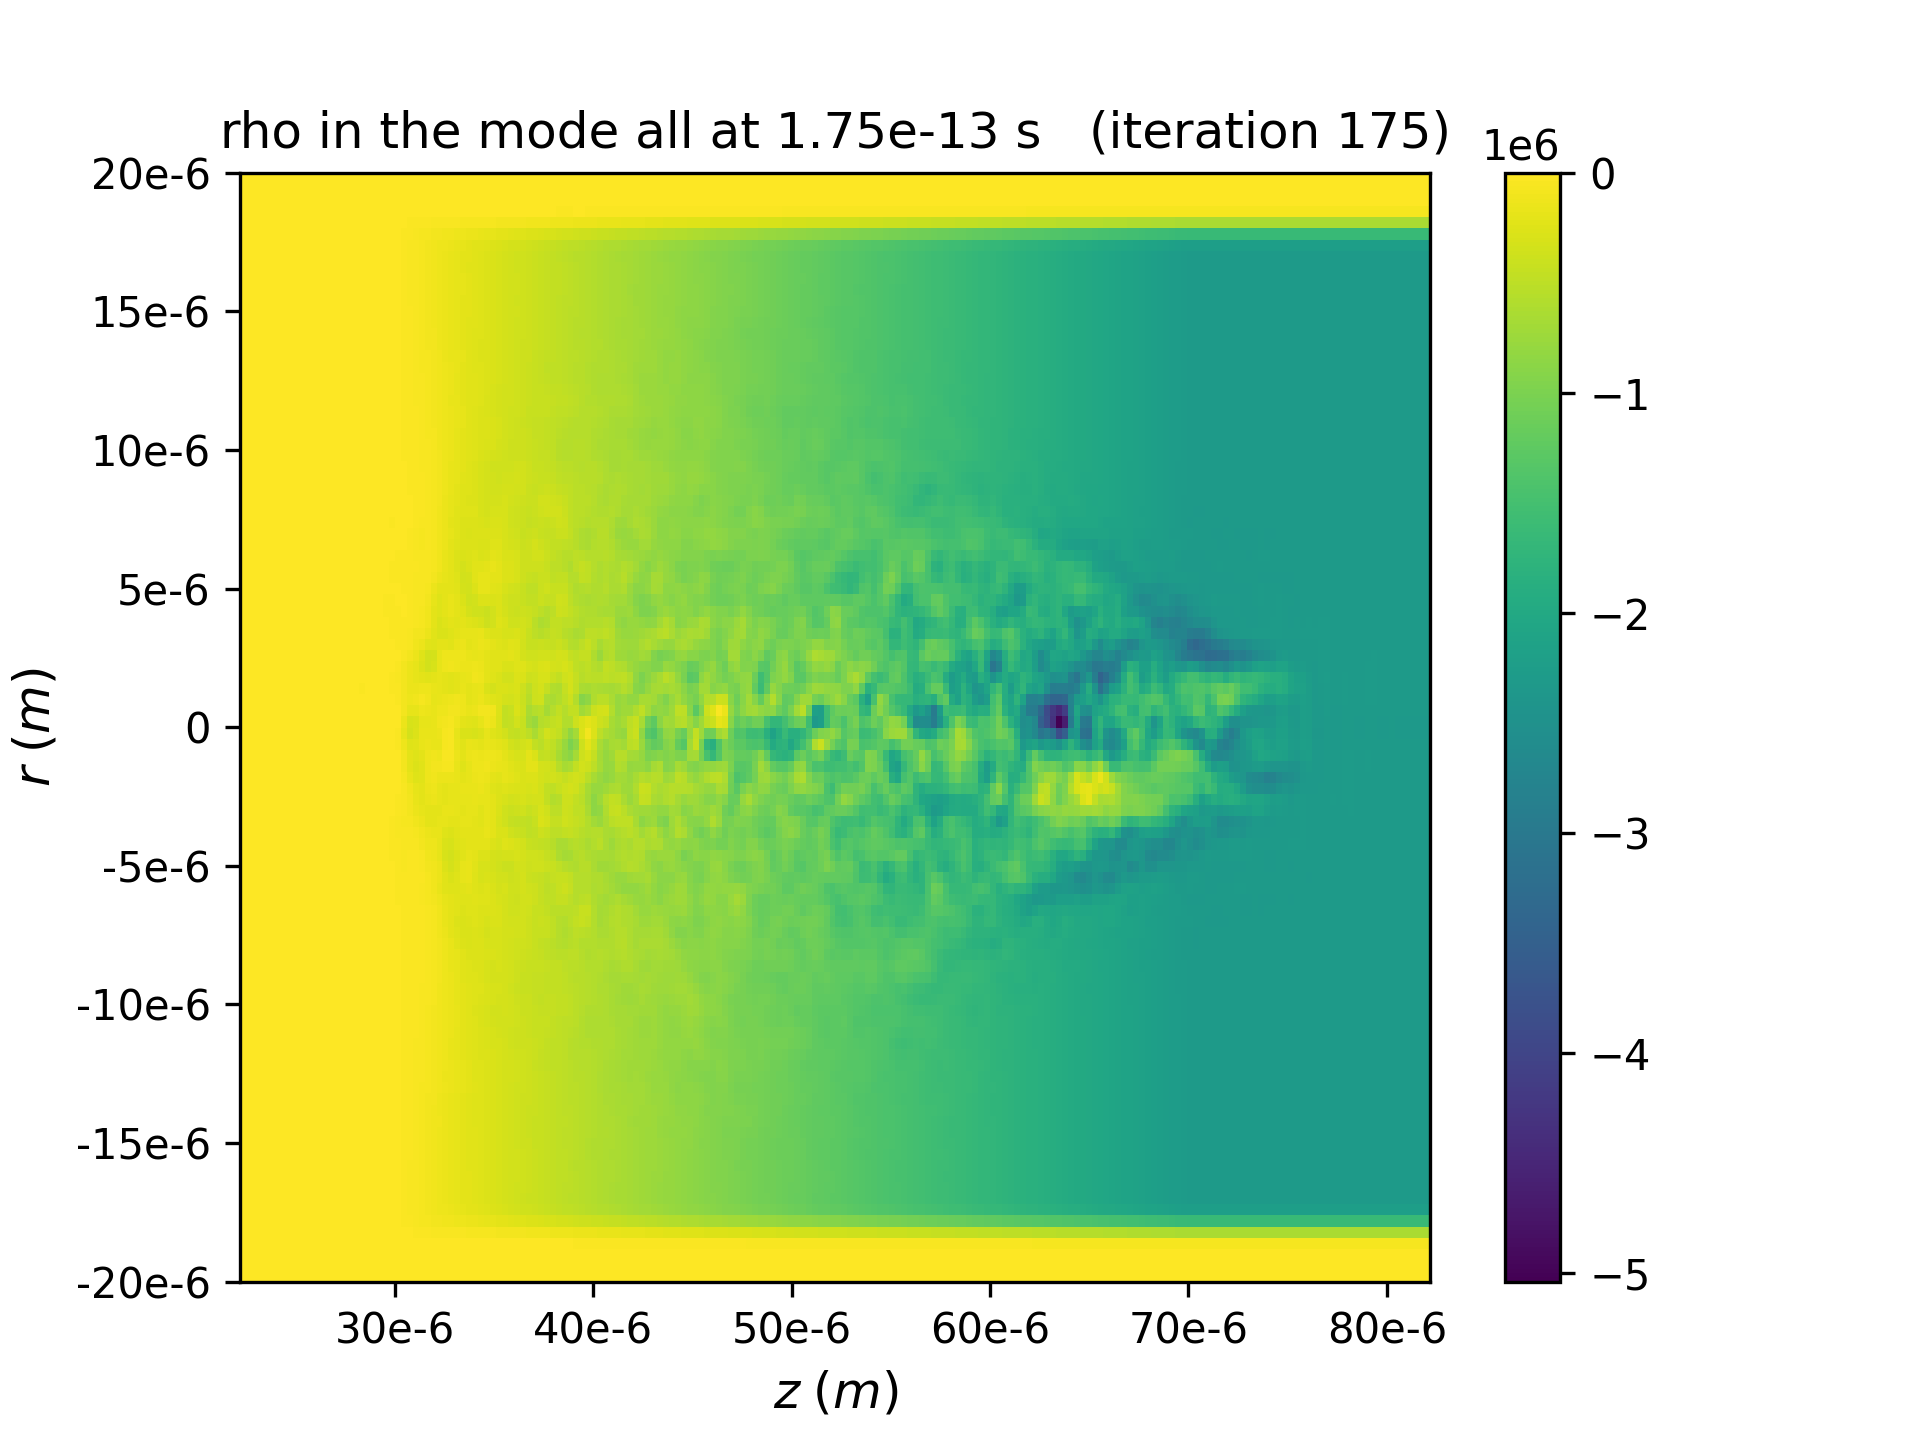 rho in the mode all at 1.75e-13 s (iteration 175)
1e6
20e-6
15e-6
10e-6
5e-6
0
-5e-6
-10e-6
-15e-6
-20e-6
r (m)
30e-6 40e-6 50e-6 60e-6 70e-6 80e-6
z (m)
0
−1
−2
−3
−4
−5